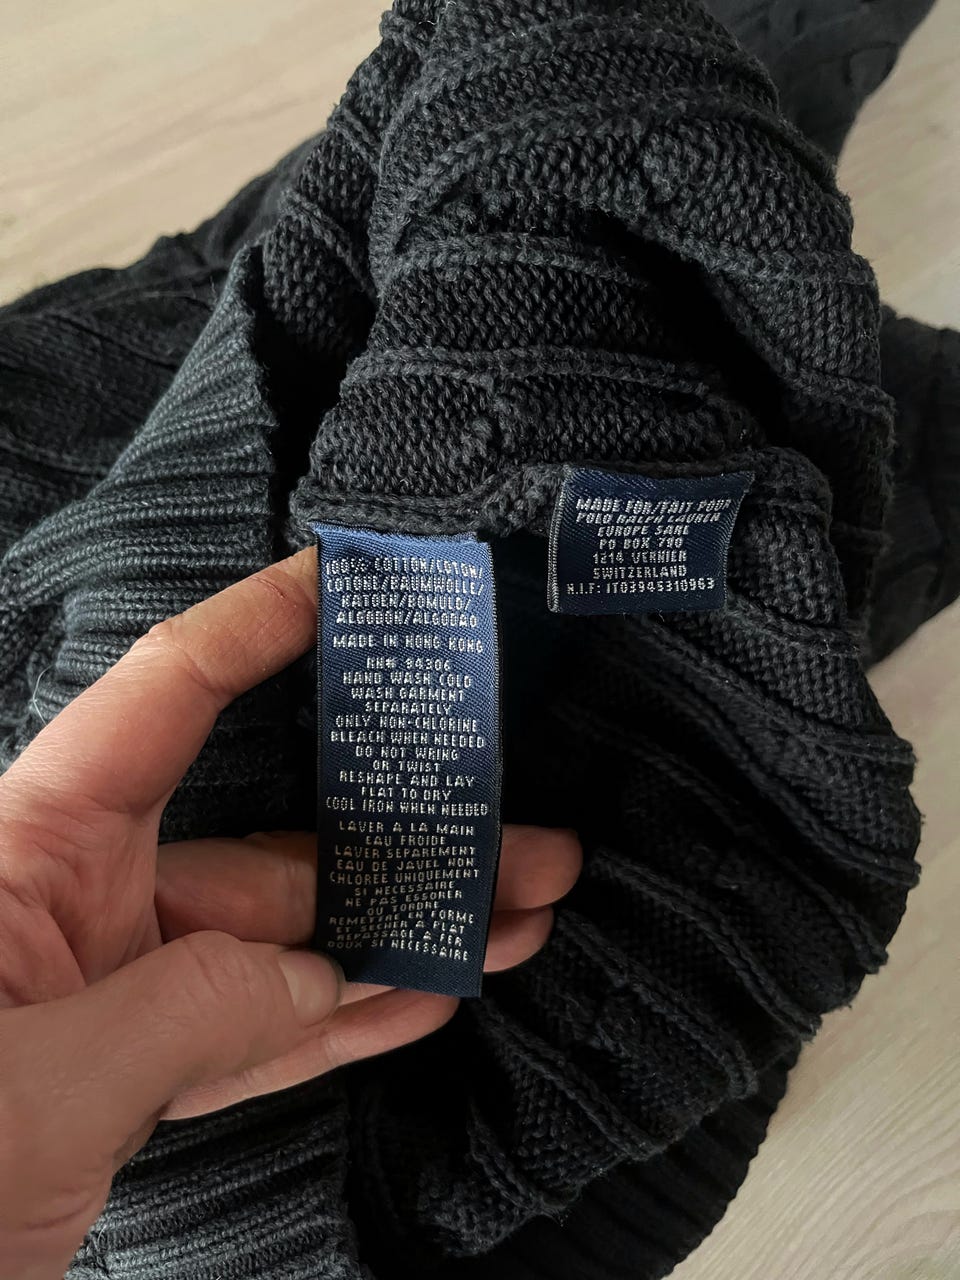 100% COTTON/COTON/
COTONE/BAUMWOLLE/
KATOEN/BOMULD/
ALGODON/ALGODAO
MADE IN HONG KONG
RN# 94306
HAND WASH COLD
WASH GARMENT
SEPARATELY
ONLY NON-CHLORINE
BLEACH WHEN NEEDED
DO NOT WRING
OR TWIST
RESHAPE AND LAY
FLAT TO DRY
COOL IRON WHEN NEEDED
LAVER A LA MAIN
EAU FROIDE
LAVER SEPAREMENT
EAU DE JAVEL NON
CHLOREE UNIQUEMENT
SI NECESSAIRE
NE PAS ESSORER
OU TORDRE
REMETTRE EN FORME
ET SECHER A PLAT
REPASSAGE A FER
DOUX SI NECESSAIRE
MADE FOR/FAIT POUR
POLO RALPH LAUREN
EUROPE SARL
PO BOX 780
1214 VERNIER
SWITZERLAND
N.I.F: IT03945310963